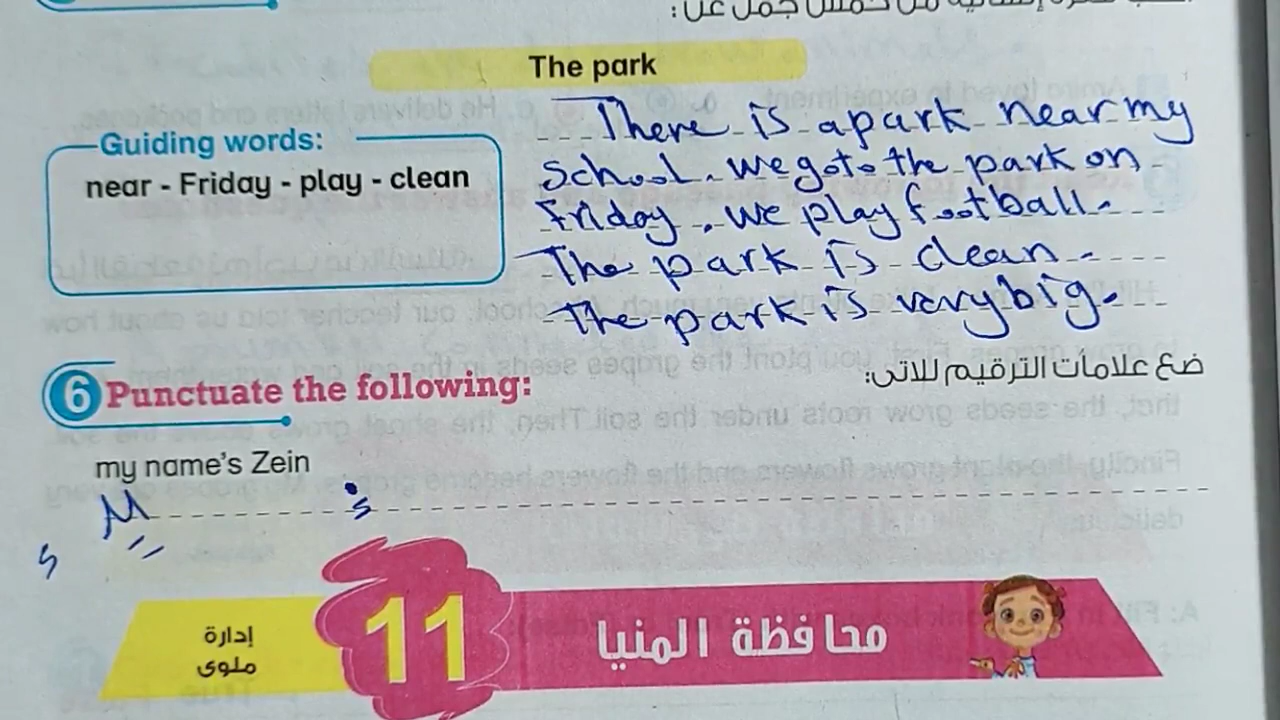 The park
Guiding words:
near - Friday - play - clean
There is a park near my
school. we go to the park on
Friday. we play football.
The park is clean.
The park is very big.
6 Punctuate the following:
ضع علامات الترقيم للاتى:
my name's Zein
M .
إدارة
ملوى
11
محافظة المنيا